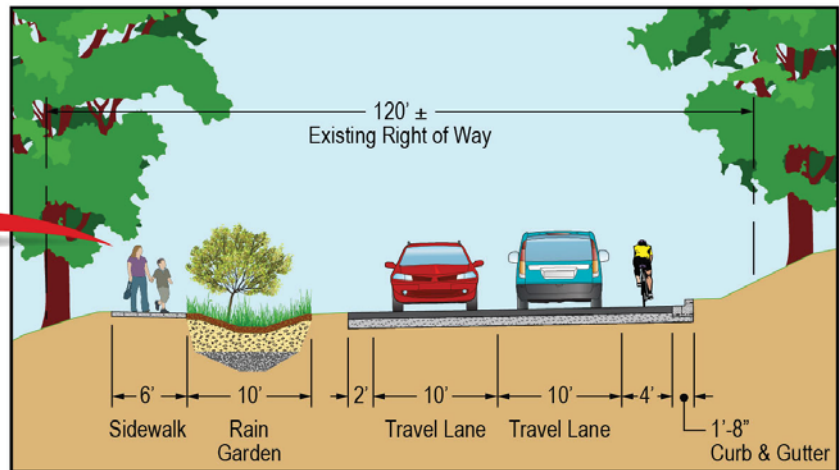 120’ ±
Existing Right of Way
6’ 10’ 2’ 10’ 10’ 4’
Sidewalk Rain Travel Lane Travel Lane 1’-8”
Garden Curb & Gutter